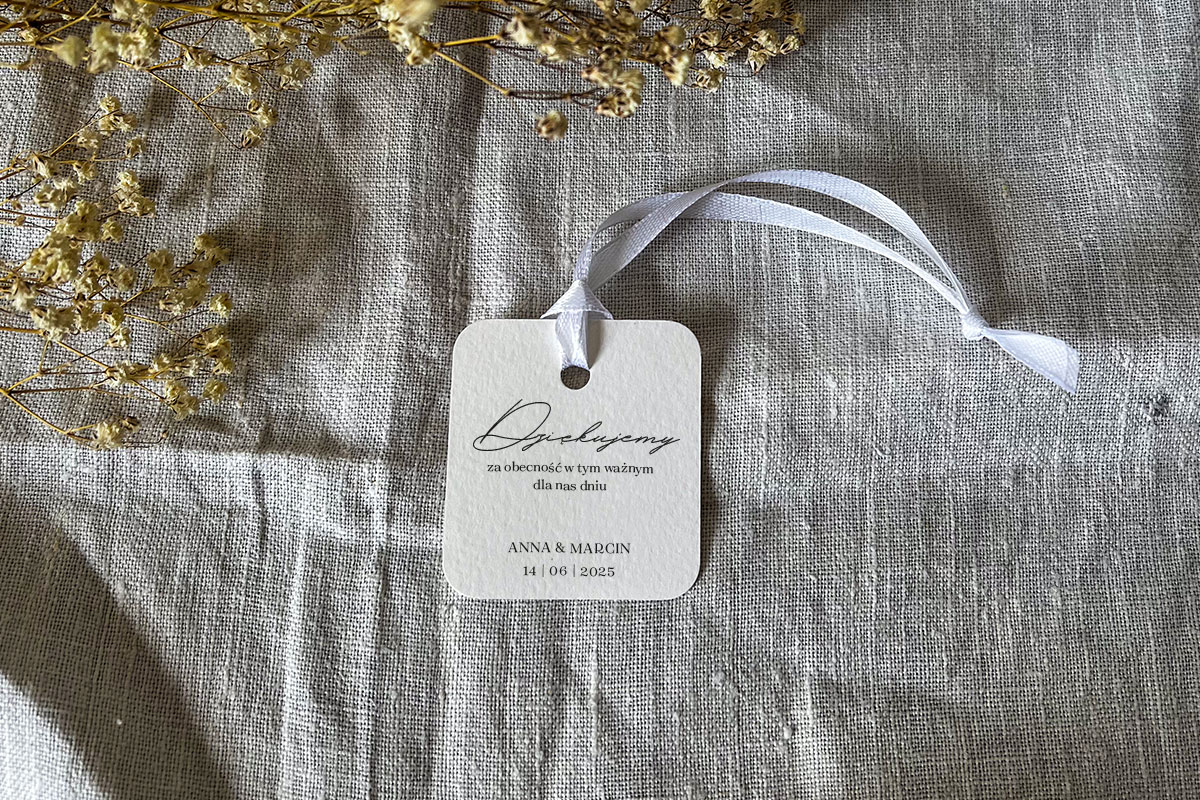 Dziękujemy
za obecność w tym ważnym
dla nas dniu
ANNA & MARCIN
14 | 06 | 2025